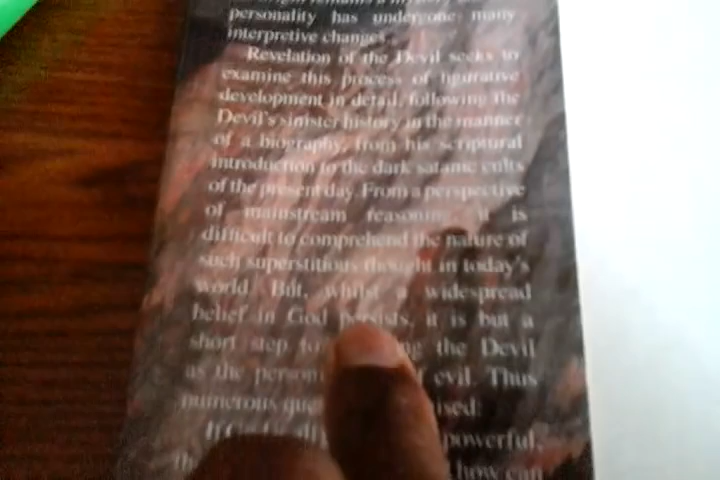 remains a mystery
personality has undergone many
interpretive changes.
Revelation of the Devil seeks to
examine this process of figurative
development in detail, following The
Devil's sinister history in the manner
of a biography, from his scriptural
introduction to the dark satanic cults
of the present day. From a perspective
of mainstream reasoning, it is
difficult to comprehend the nature of
such superstitious thought in today's
world. But, whilst a widespread
belief in God persists, it is but a
short step to the Devil
as the evil. Thus
numerous
powerful,
how can